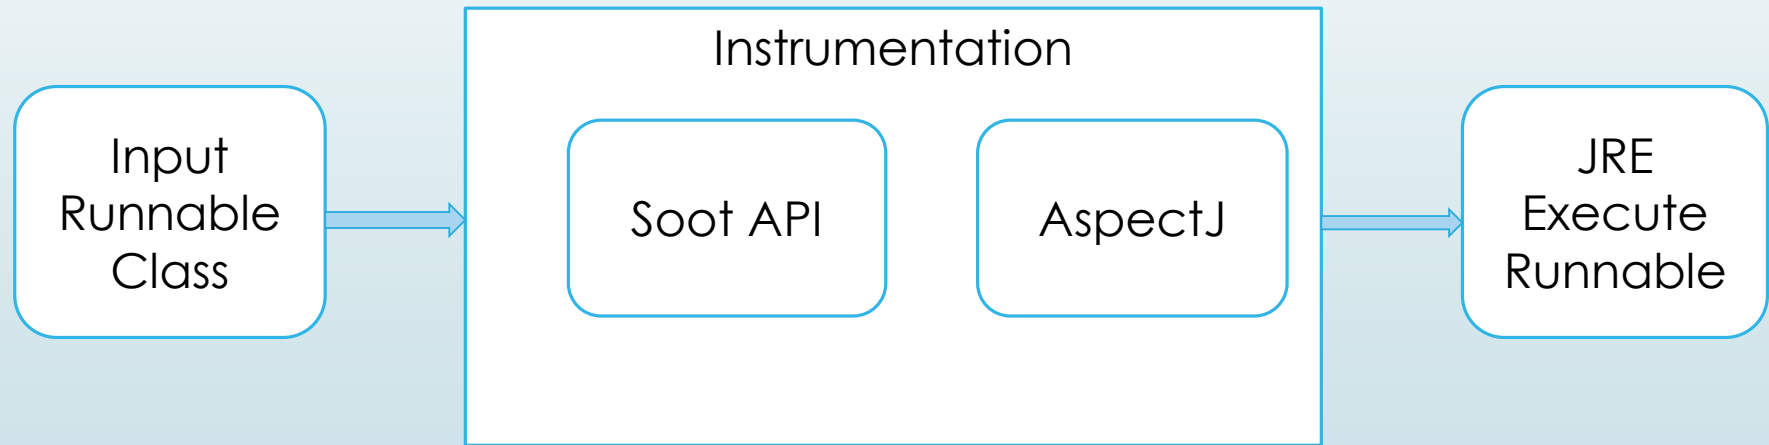 Instrumentation
Input
Runnable
Class
Soot API
AspectJ
JRE
Execute
Runnable